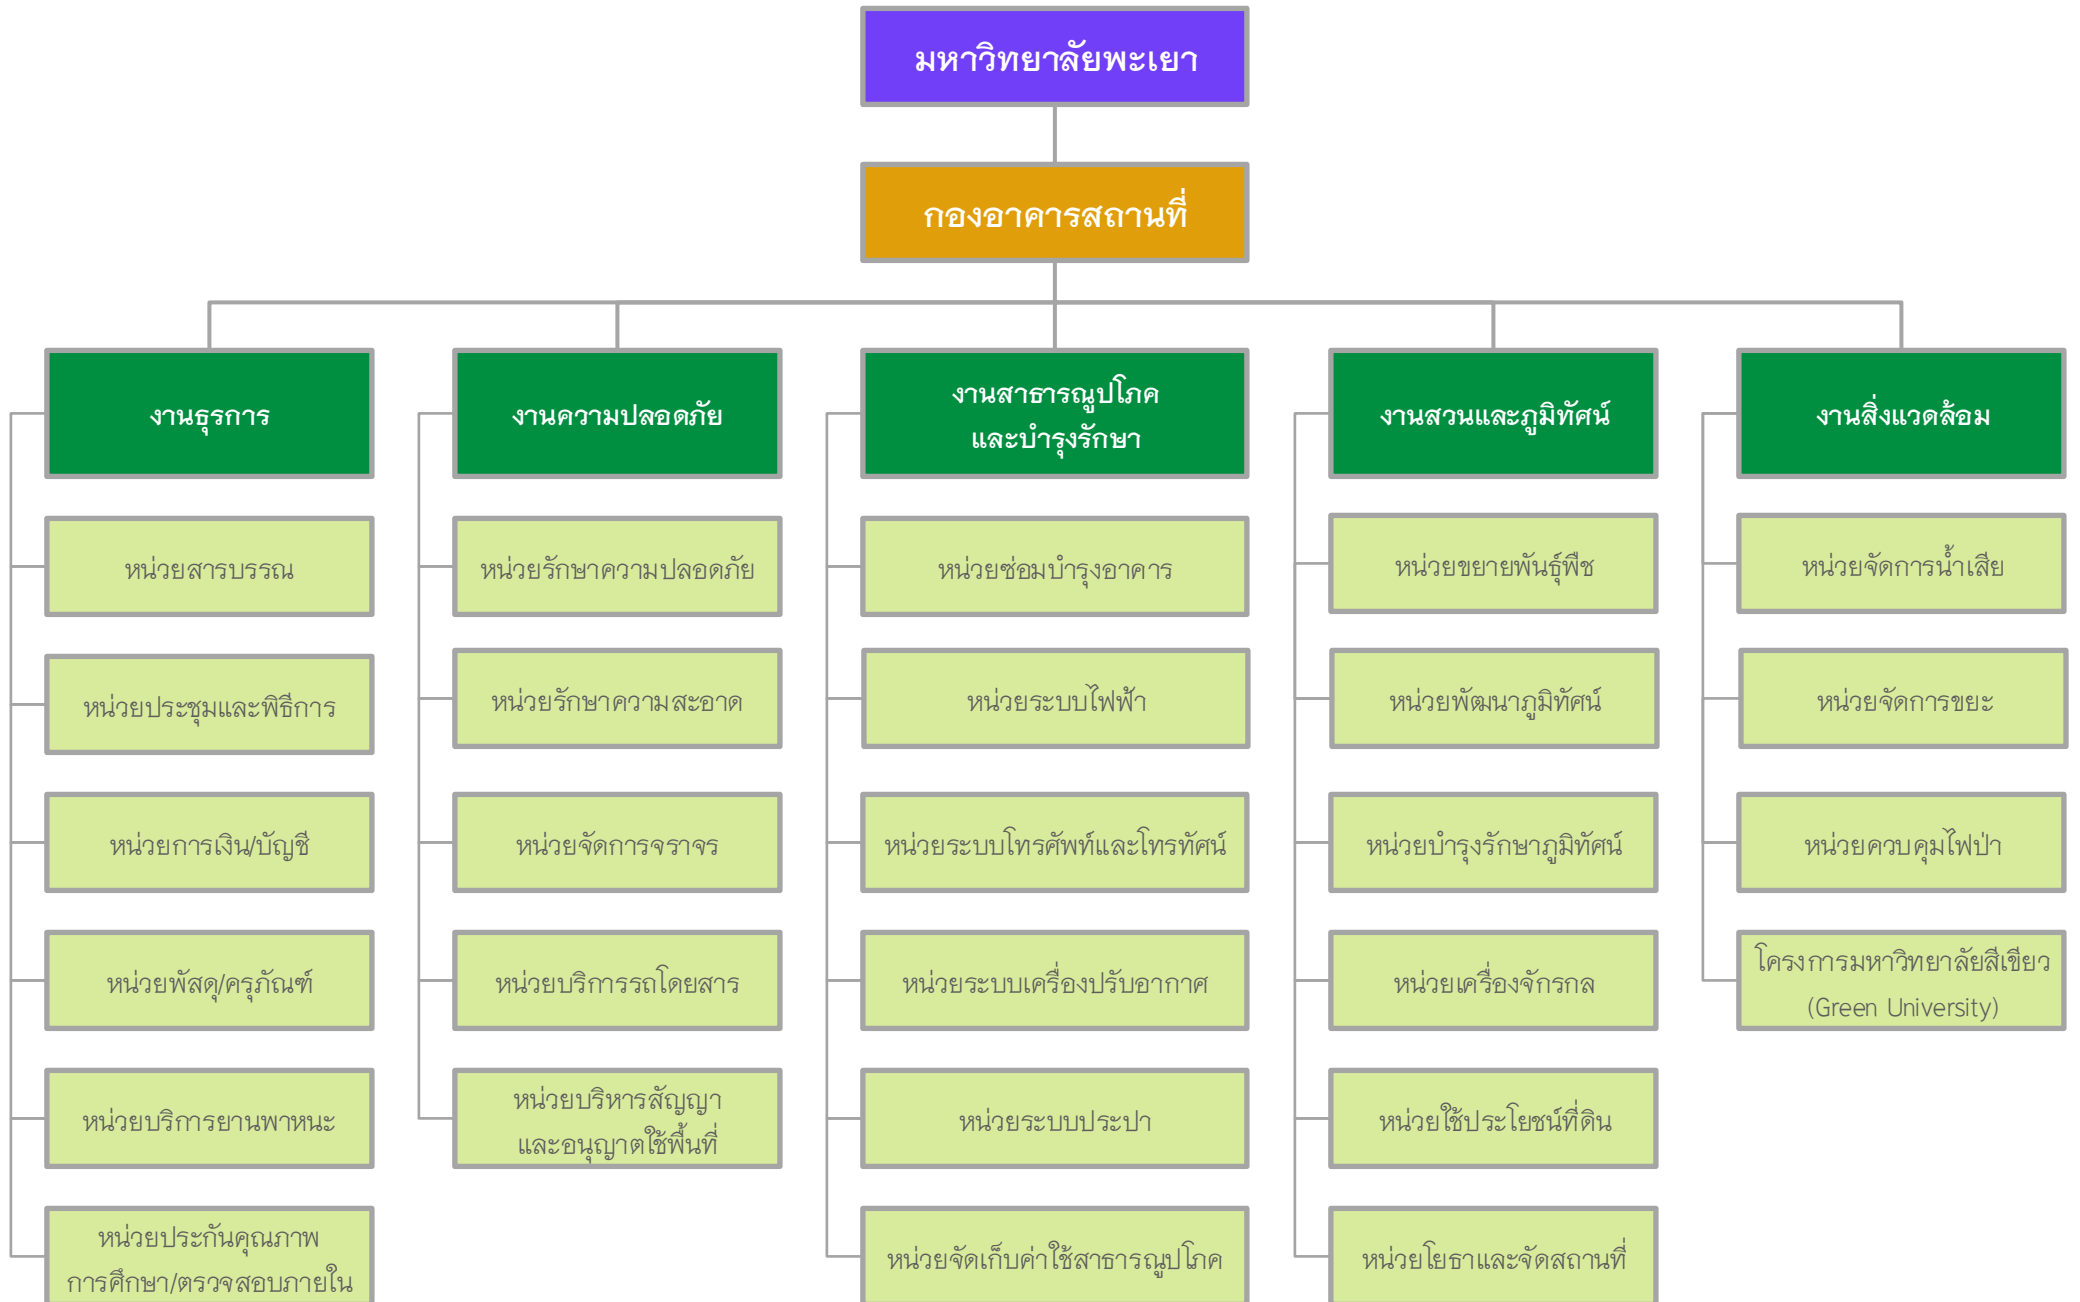 มหาวิทยาลัยพะเยา
กองอาคารสถานที่
งานธุรการ
หน่วยสารบรรณ
หน่วยประชุมและพิธีการ
หน่วยการเงิน/บัญชี
หน่วยพัสดุ/ครุภัณฑ์
หน่วยบริการยานพาหนะ
หน่วยประกันคุณภาพ
การศึกษา/ตรวจสอบภายใน
งานความปลอดภัย
หน่วยรักษาความปลอดภัย
หน่วยรักษาความสะอาด
หน่วยจัดการจราจร
หน่วยบริการรถโดยสาร
หน่วยบริหารสัญญา
และอนุญาตใช้พื้นที่
งานสาธารณูปโภค
และบำรุงรักษา
หน่วยซ่อมบำรุงอาคาร
หน่วยระบบไฟฟ้า
หน่วยระบบโทรศัพท์และโทรทัศน์
หน่วยระบบเครื่องปรับอากาศ
หน่วยระบบประปา
หน่วยจัดเก็บค่าใช้สาธารณูปโภค
งานสวนและภูมิทัศน์
หน่วยขยายพันธุ์พืช
หน่วยพัฒนาภูมิทัศน์
หน่วยบำรุงรักษาภูมิทัศน์
หน่วยเครื่องจักรกล
หน่วยใช้ประโยชน์ที่ดิน
หน่วยโยธาและจัดสถานที่
งานสิ่งแวดล้อม
หน่วยจัดการน้ำเสีย
หน่วยจัดการขยะ
หน่วยควบคุมไฟป่า
โครงการมหาวิทยาลัยสีเขียว
(Green University)